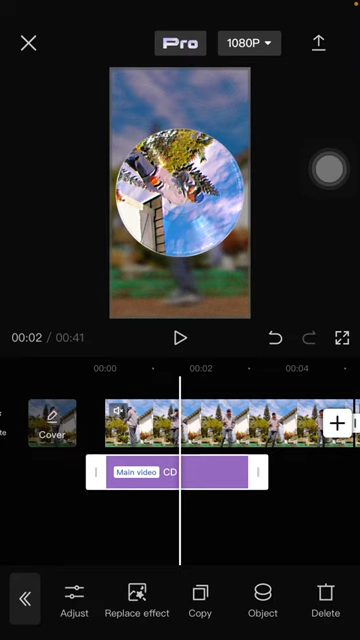 Pro
1080P
00:02 / 00:41
00:00
00:02
00:04
Cover
Main video CD
Adjust
Replace effect
Copy
Object
Delete